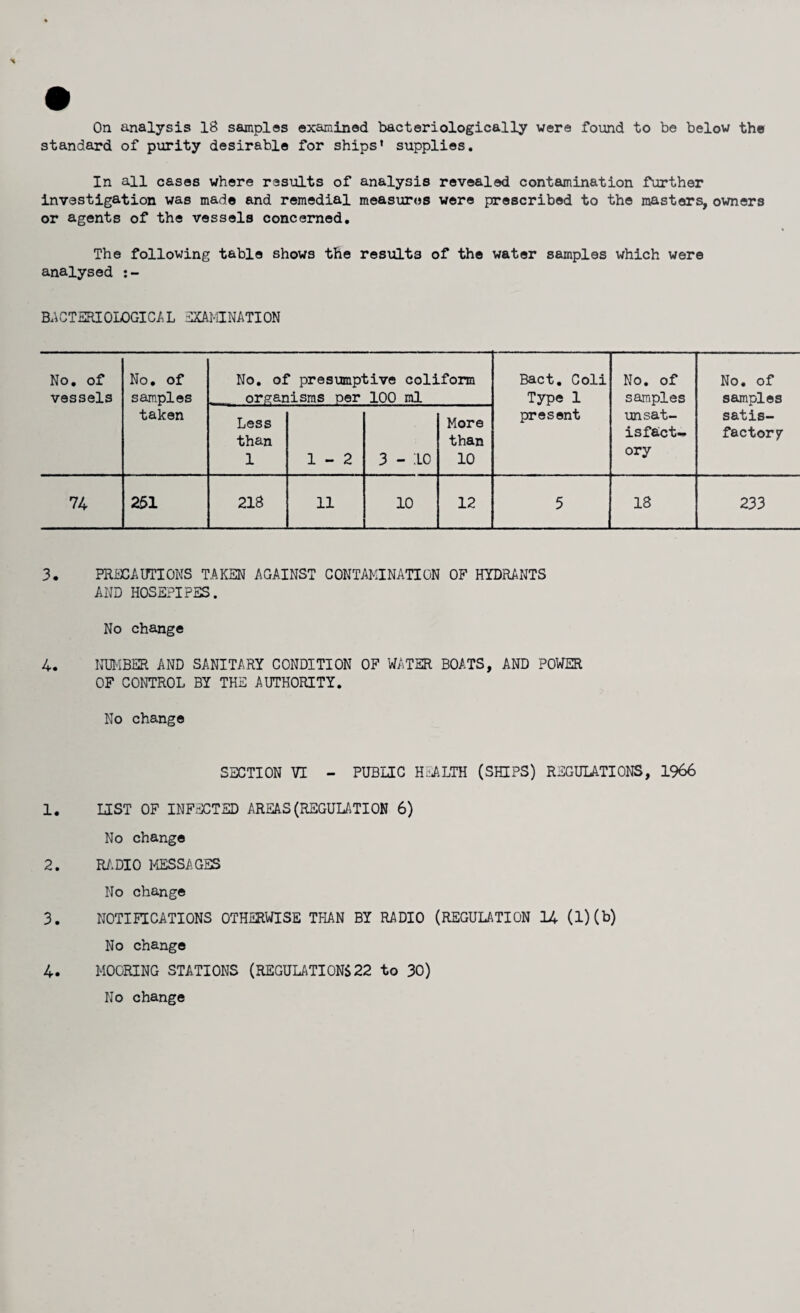 On analysis 18 samples examined bacteriologically were found to be below the
standard of purity desirable for ships' supplies.
In all cases where results of analysis revealed contamination further
investigation was made and remedial measures were prescribed to the masters, owners
or agents of the vessels concerned.
The following table shows the results of the water samples which were
analysed :-
BACTERIOLOGICAL EXAMINATION
No. of vessels
No. of samples taken
No. of presumptive coliform organisms per 100 ml
Less than 1
1 - 2
3 - 10
More than 10
Bact. Coli Type 1 present
No. of samples unsat-isfact-ory
No. of samples satis-factory
74 251 218 11 10 12 5 18 233
3. PRECAUTIONS TAKEN AGAINST CONTAMINATION OF HYDRANTS
AND HOSEPIPES.
No change
4. NUMBER AND SANITARY CONDITION OF WATER BOATS, AND POWER
OF CONTROL BY THE AUTHORITY.
No change
SECTION VI - PUBLIC HEALTH (SHIPS) REGULATIONS, 1966
1. LIST OF INFECTED AREAS(REGULATION 6)
No change
2. RADIO MESSAGES
No change
3. NOTIFICATIONS OTHERWISE THAN BY RADIO (REGULATION 14 (1)(b)
No change
4. MOORING STATIONS (REGULATIONS22 to 30)
No change